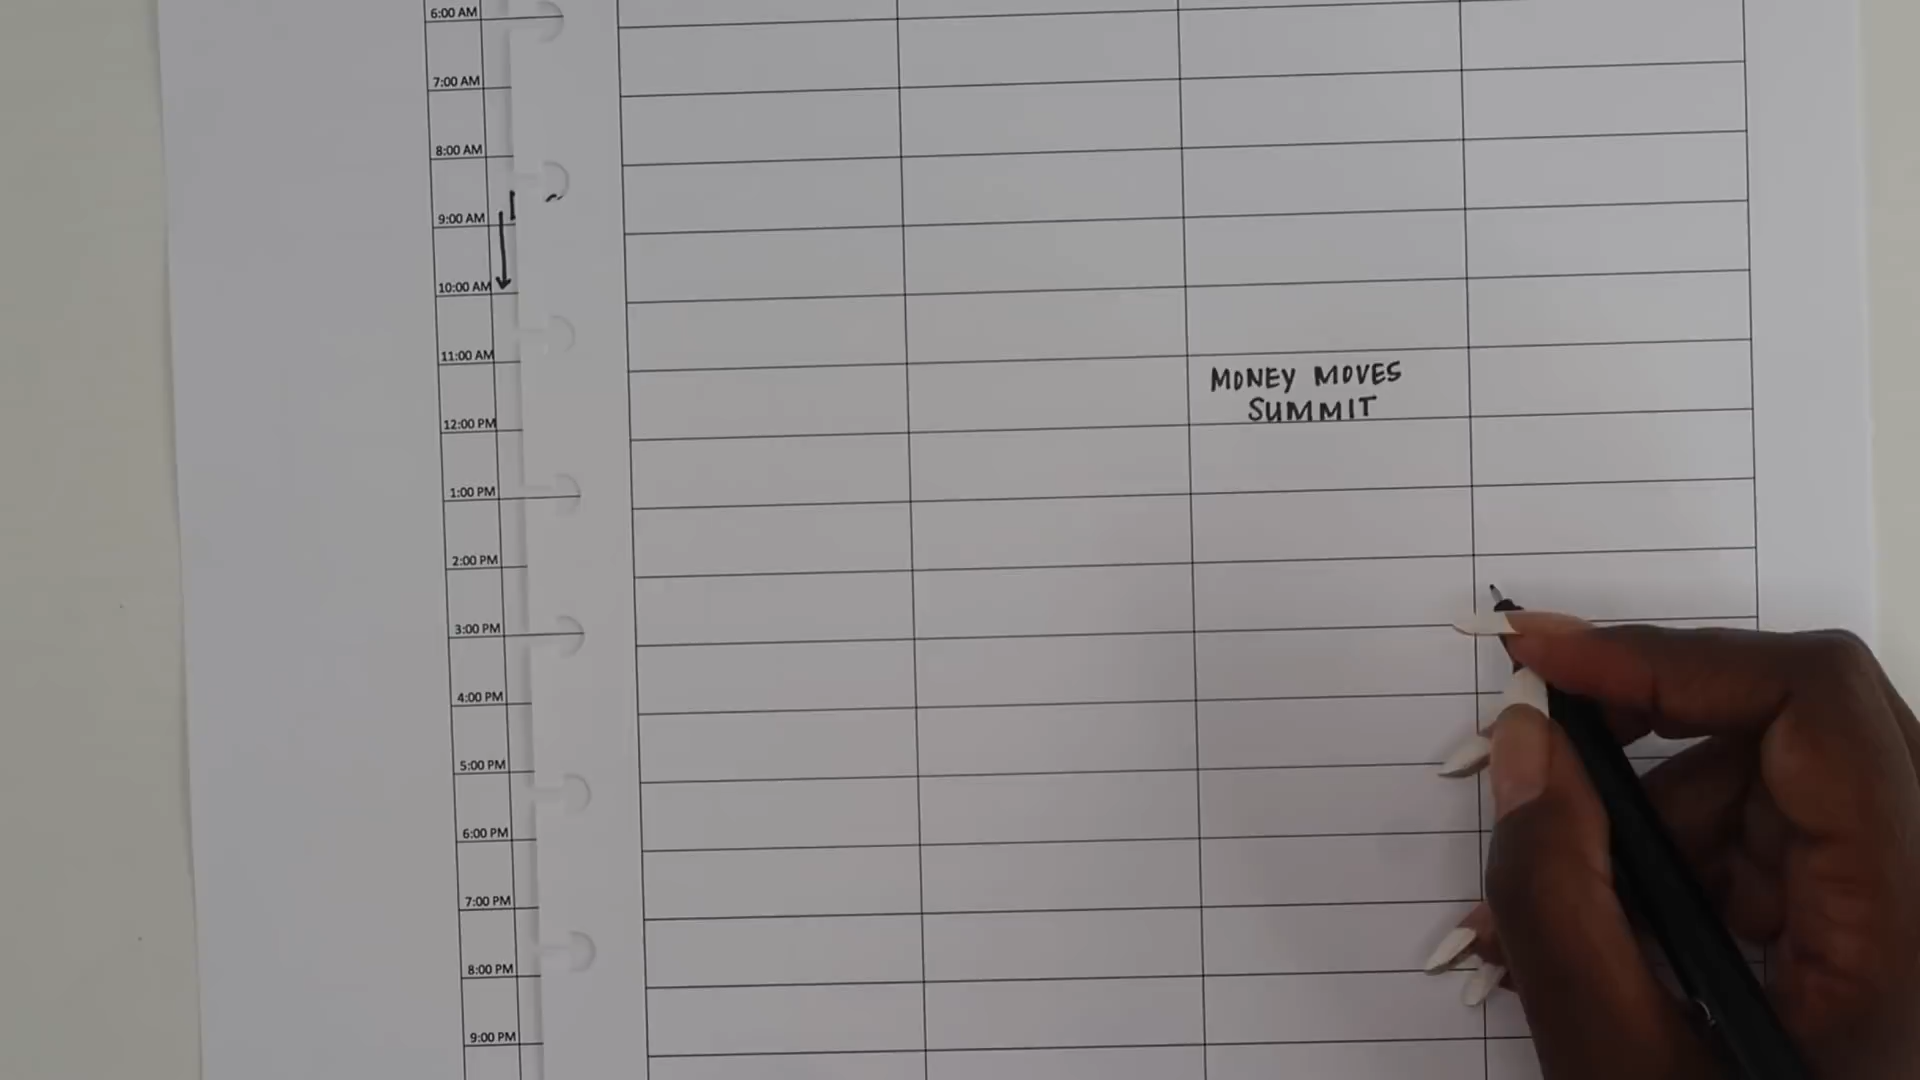 6:00 AM
7:00 AM
8:00 AM
9:00 AM
10:00 AM
11:00 AM
MONEY MOVES
SUMMIT
12:00 PM
1:00 PM
2:00 PM
3:00 PM
4:00 PM
5:00 PM
6:00 PM
7:00 PM
8:00 PM
9:00 PM